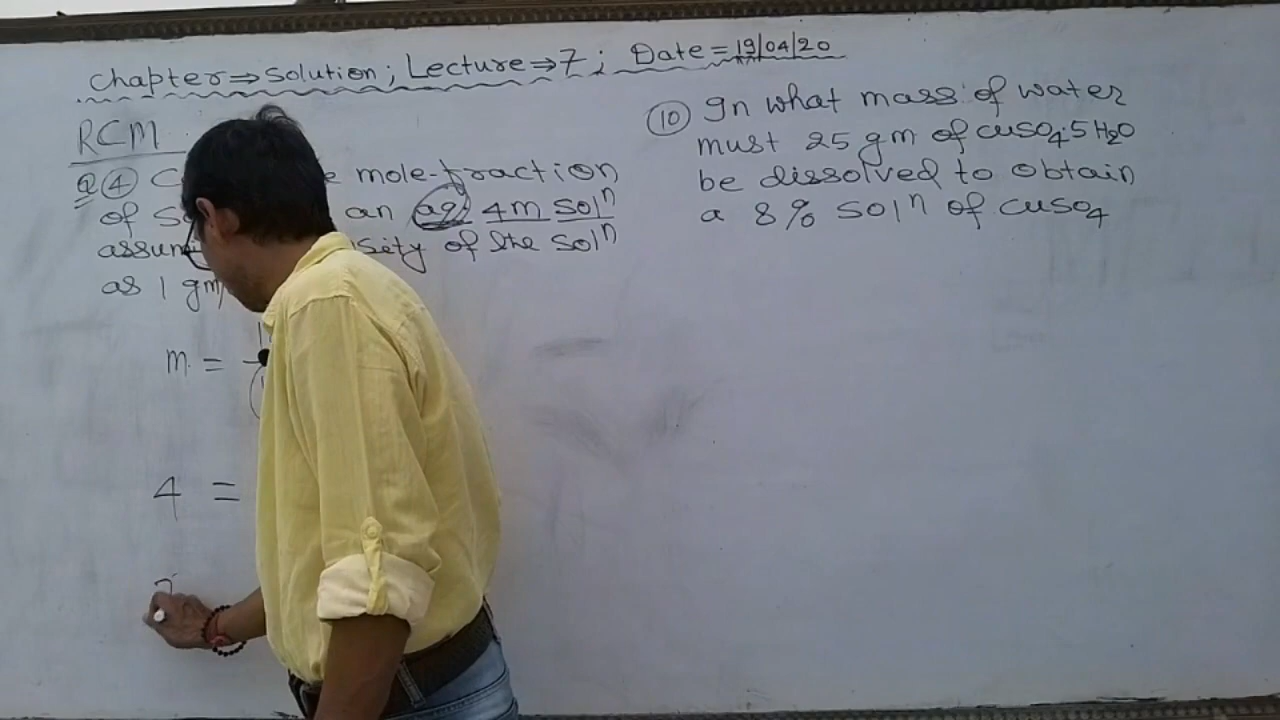 Chapter⇒Solution; Lecture⇒7; Date=19/04/20
RCM
Q④ mole-fraction
of an (aq) 4m solⁿ
of the solⁿ
as 1 gm
m =
4 =
⑩ In what mass of water
must 25 gm of CuSO4.5H2O
be dissolved to obtain
a 8% solⁿ of CuSO4